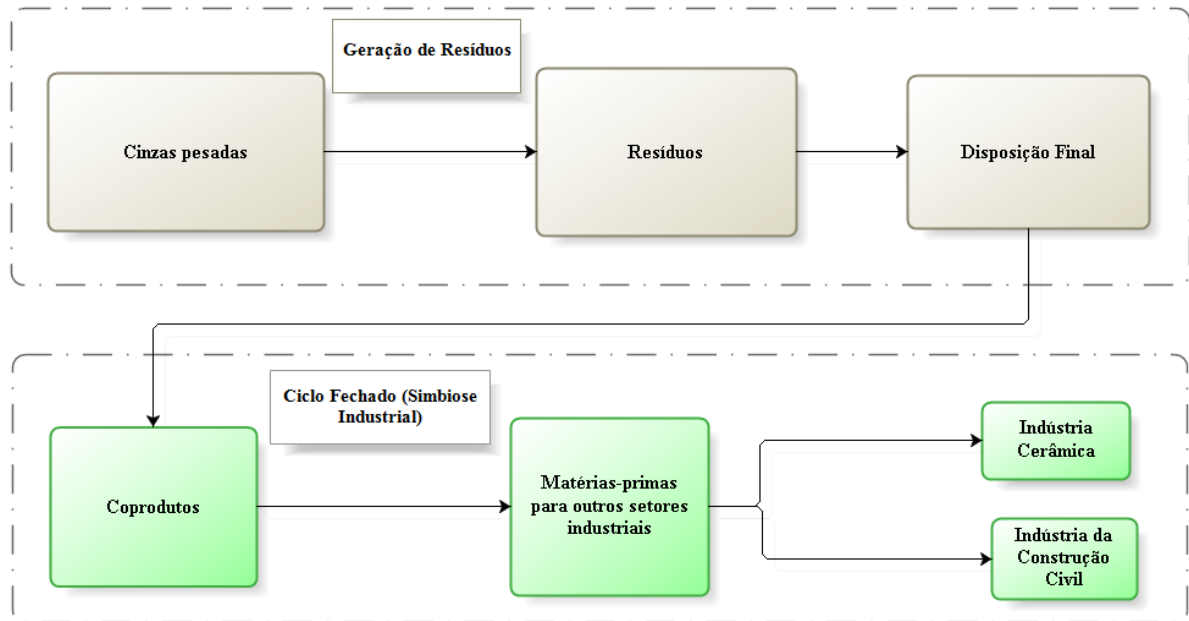 Geração de Resíduos
Cinzas pesadas
Resíduos
Disposição Final
Ciclo Fechado (Simbiose
Industrial)
Coprodutos
Matérias-primas
para outros setores
industriais
Indústria
Cerâmica
Indústria da
Construção
Civil